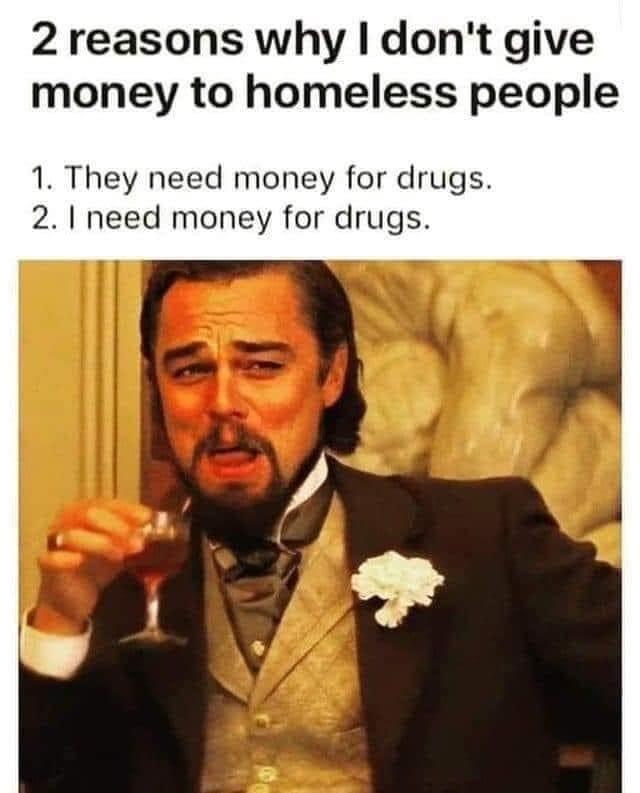 2 reasons why I don't give
money to homeless people
1. They need money for drugs.
2. I need money for drugs.